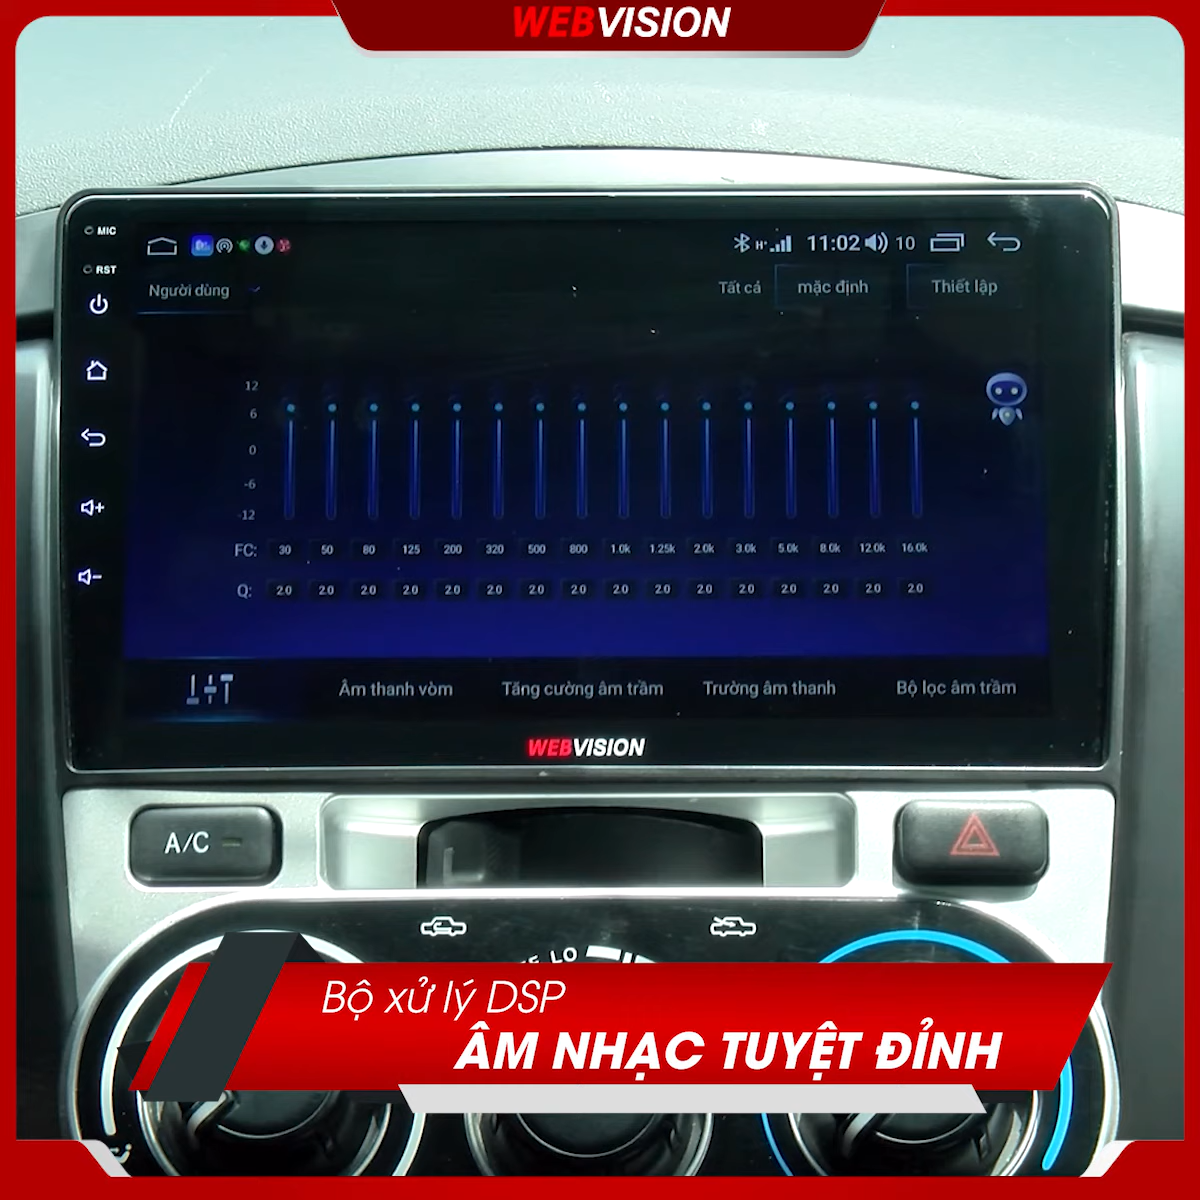 WEBVISION
MIC
RST
H+ 11:02 10
Người dùng Tất cả mặc định Thiết lập
12
6
0
-6
-12
FC: 30 50 80 125 200 320 500 800 1.0k 1.25k 2.0k 3.0k 5.0k 8.0k 12.0k 16.0k
Q: 2.0 2.0 2.0 2.0 2.0 2.0 2.0 2.0 2.0 2.0 2.0 2.0 2.0 2.0 2.0 2.0
Âm thanh vòm Tăng cường âm trầm Trường âm thanh Bộ lọc âm trầm
WEBVISION
A/C
LO
Bộ xử lý DSP
ÂM NHẠC TUYỆT ĐỈNH